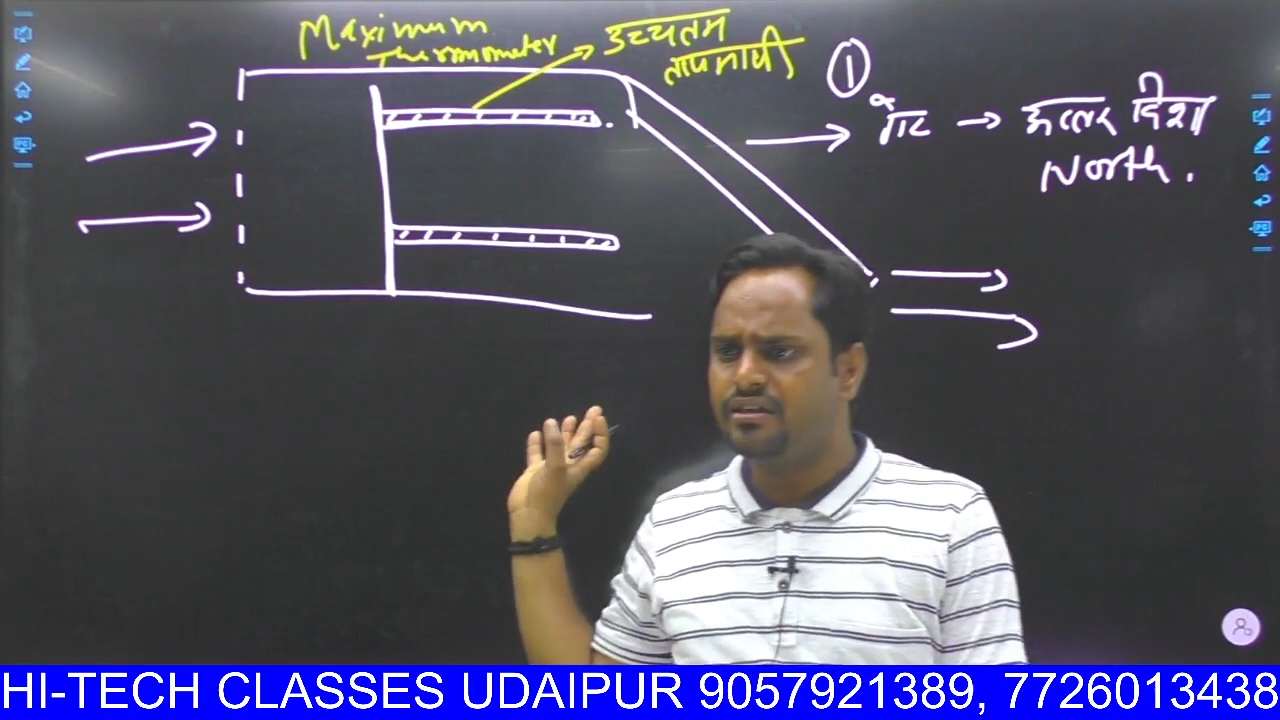 Maximum
Thermometer
उच्चतम
तापमापी
①
गेट → उत्तर दिशा
North.
HI-TECH CLASSES UDAIPUR 9057921389, 7726013438